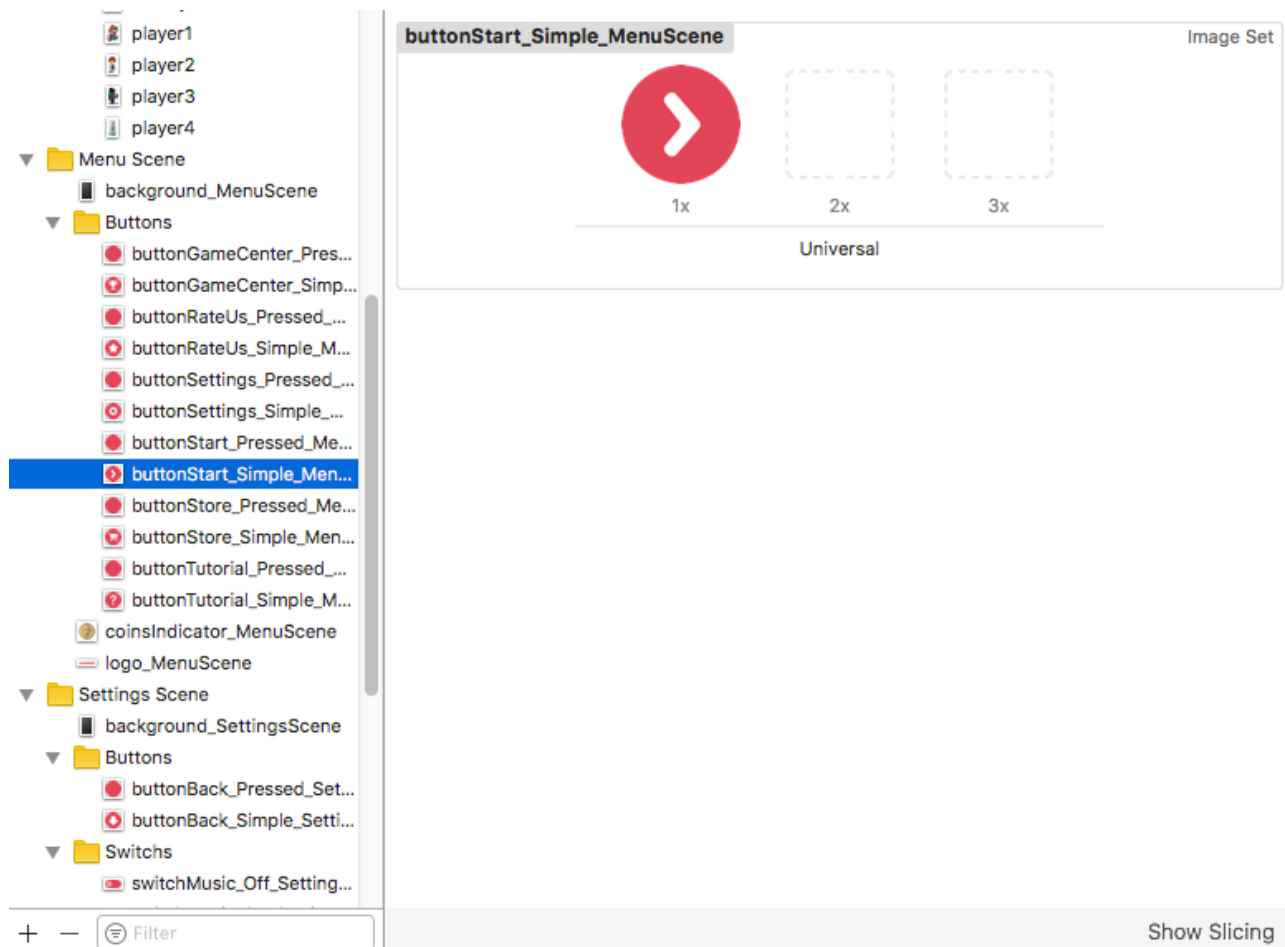 player1
player2
player3
player4
Menu Scene
background_MenuScene
Buttons
buttonGameCenter_Pres...
buttonGameCenter_Simp...
buttonRateUs_Pressed_...
buttonRateUs_Simple_M...
buttonSettings_Pressed_...
buttonSettings_Simple_...
buttonStart_Pressed_Me...
buttonStart_Simple_Men...
buttonStore_Pressed_Me...
buttonStore_Simple_Men...
buttonTutorial_Pressed_...
buttonTutorial_Simple_M...
coinsIndicator_MenuScene
logo_MenuScene
Settings Scene
background_SettingsScene
Buttons
buttonBack_Pressed_Set...
buttonBack_Simple_Setti...
Switchs
switchMusic_Off_Setting...
Filter
buttonStart_Simple_MenuScene
Image Set
1x 2x 3x
Universal
Show Slicing